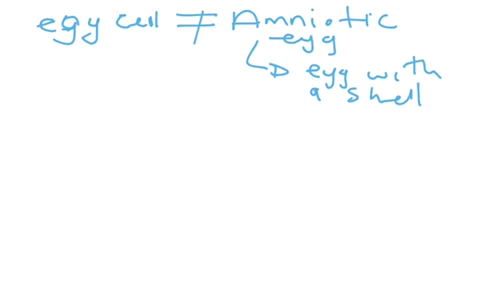 egg cell ≠ Amniotic
egg
→ egg with
a shell